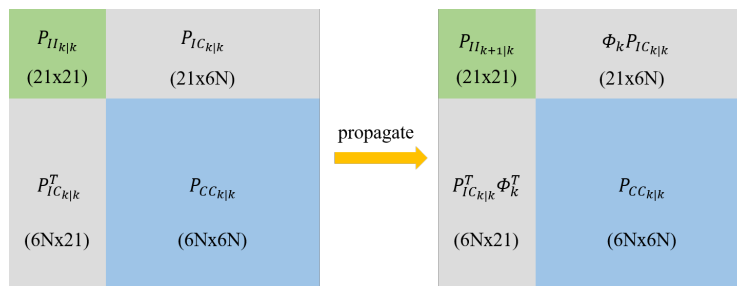 P_{II_{k|k}}
(21x21)
P_{IC_{k|k}}
(21x6N)
P^T_{IC_{k|k}}
(6Nx21)
P_{CC_{k|k}}
(6Nx6N)
propagate
P_{II_{k+1|k}}
(21x21)
Φ_k P_{IC_{k|k}}
(21x6N)
P^T_{IC_{k|k}} Φ^T_k
(6Nx21)
P_{CC_{k|k}}
(6Nx6N)